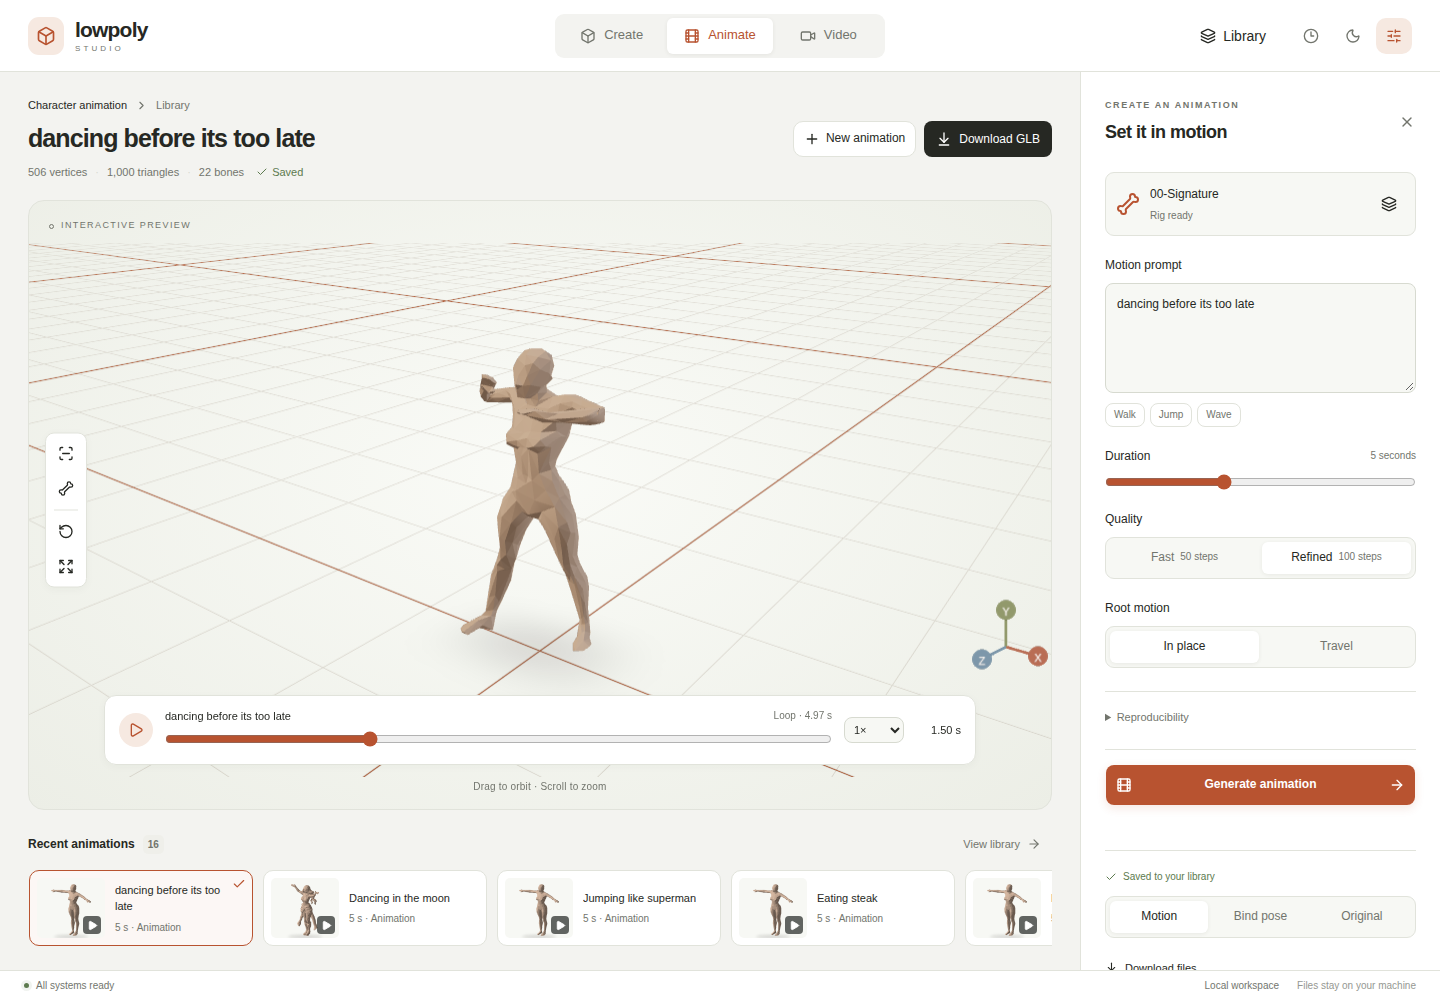 lowpoly
STUDIO
Create
Animate
Video
Library
Character animation
Library
dancing before its too late
New animation
Download GLB
506 vertices · 1,000 triangles · 22 bones
Saved
INTERACTIVE PREVIEW
Y
X
Z
dancing before its too late
Loop · 4.97 s
1×
1.50 s
Drag to orbit · Scroll to zoom
Recent animations
16
View library
dancing before its too
late
5 s · Animation
Dancing in the moon
5 s · Animation
Jumping like superman
5 s · Animation
Eating steak
5 s · Animation
CREATE AN ANIMATION
Set it in motion
00-Signature
Rig ready
Motion prompt
dancing before its too late
Walk
Jump
Wave
Duration
5 seconds
Quality
Fast 50 steps
Refined 100 steps
Root motion
In place
Travel
Reproducibility
Generate animation
Saved to your library
Motion
Bind pose
Original
Download files
All systems ready
Local workspace
Files stay on your machine